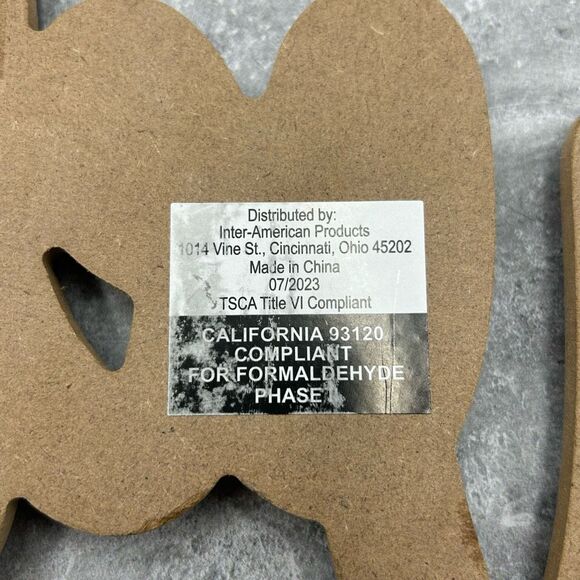 Distributed by:
Inter-American Products
1014 Vine St., Cincinnati, Ohio 45202
Made in China
07/2023
TSCA Title VI Compliant
CALIFORNIA 93120
COMPLIANT
FOR FORMALDEHYDE
PHASE